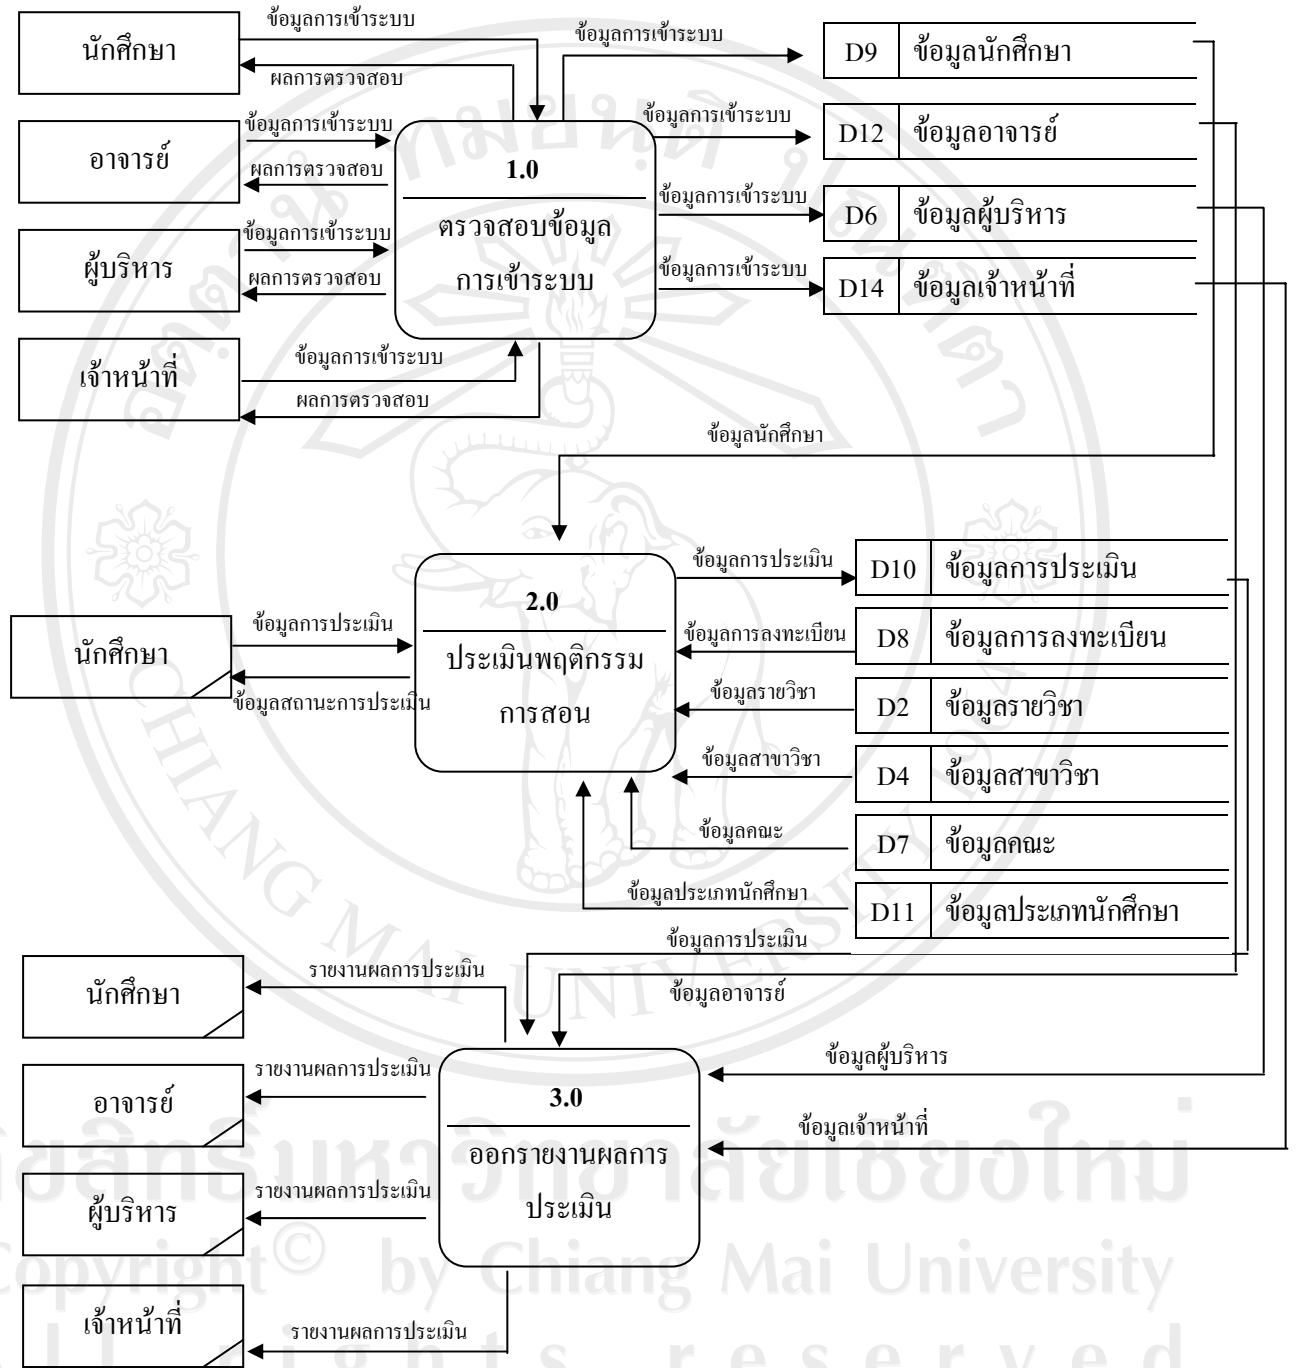 นักศึกษา
ข้อมูลการเข้าระบบ
ผลการตรวจสอบ
ข้อมูลการเข้าระบบ
D9 ข้อมูลนักศึกษา
อาจารย์
ข้อมูลการเข้าระบบ
ผลการตรวจสอบ
ข้อมูลการเข้าระบบ
D12 ข้อมูลอาจารย์
1.0
ตรวจสอบข้อมูล
การเข้าระบบ
ผู้บริหาร
ข้อมูลการเข้าระบบ
ผลการตรวจสอบ
ข้อมูลการเข้าระบบ
D6 ข้อมูลผู้บริหาร
ข้อมูลการเข้าระบบ
D14 ข้อมูลเจ้าหน้าที่
เจ้าหน้าที่
ข้อมูลการเข้าระบบ
ผลการตรวจสอบ
ข้อมูลนักศึกษา
นักศึกษา
ข้อมูลการประเมิน
ข้อมูลสถานะการประเมิน
2.0
ประเมินพฤติกรรม
การสอน
ข้อมูลการประเมิน
D10 ข้อมูลการประเมิน
ข้อมูลการลงทะเบียน
D8 ข้อมูลการลงทะเบียน
ข้อมูลรายวิชา
D2 ข้อมูลรายวิชา
ข้อมูลสาขาวิชา
D4 ข้อมูลสาขาวิชา
ข้อมูลคณะ
D7 ข้อมูลคณะ
ข้อมูลประเภทนักศึกษา
D11 ข้อมูลประเภทนักศึกษา
ข้อมูลการประเมิน
ข้อมูลอาจารย์
นักศึกษา
รายงานผลการประเมิน
อาจารย์
รายงานผลการประเมิน
3.0
ออกรายงานผลการ
ประเมิน
ข้อมูลผู้บริหาร
ข้อมูลเจ้าหน้าที่
ผู้บริหาร
รายงานผลการประเมิน
เจ้าหน้าที่
รายงานผลการประเมิน
CHIANG MAI UNIVERSITY 1964
สิทธิ์มหาวิทยาลัยเชียงใหม่
Copyright© by Chiang Mai University
rights reserved